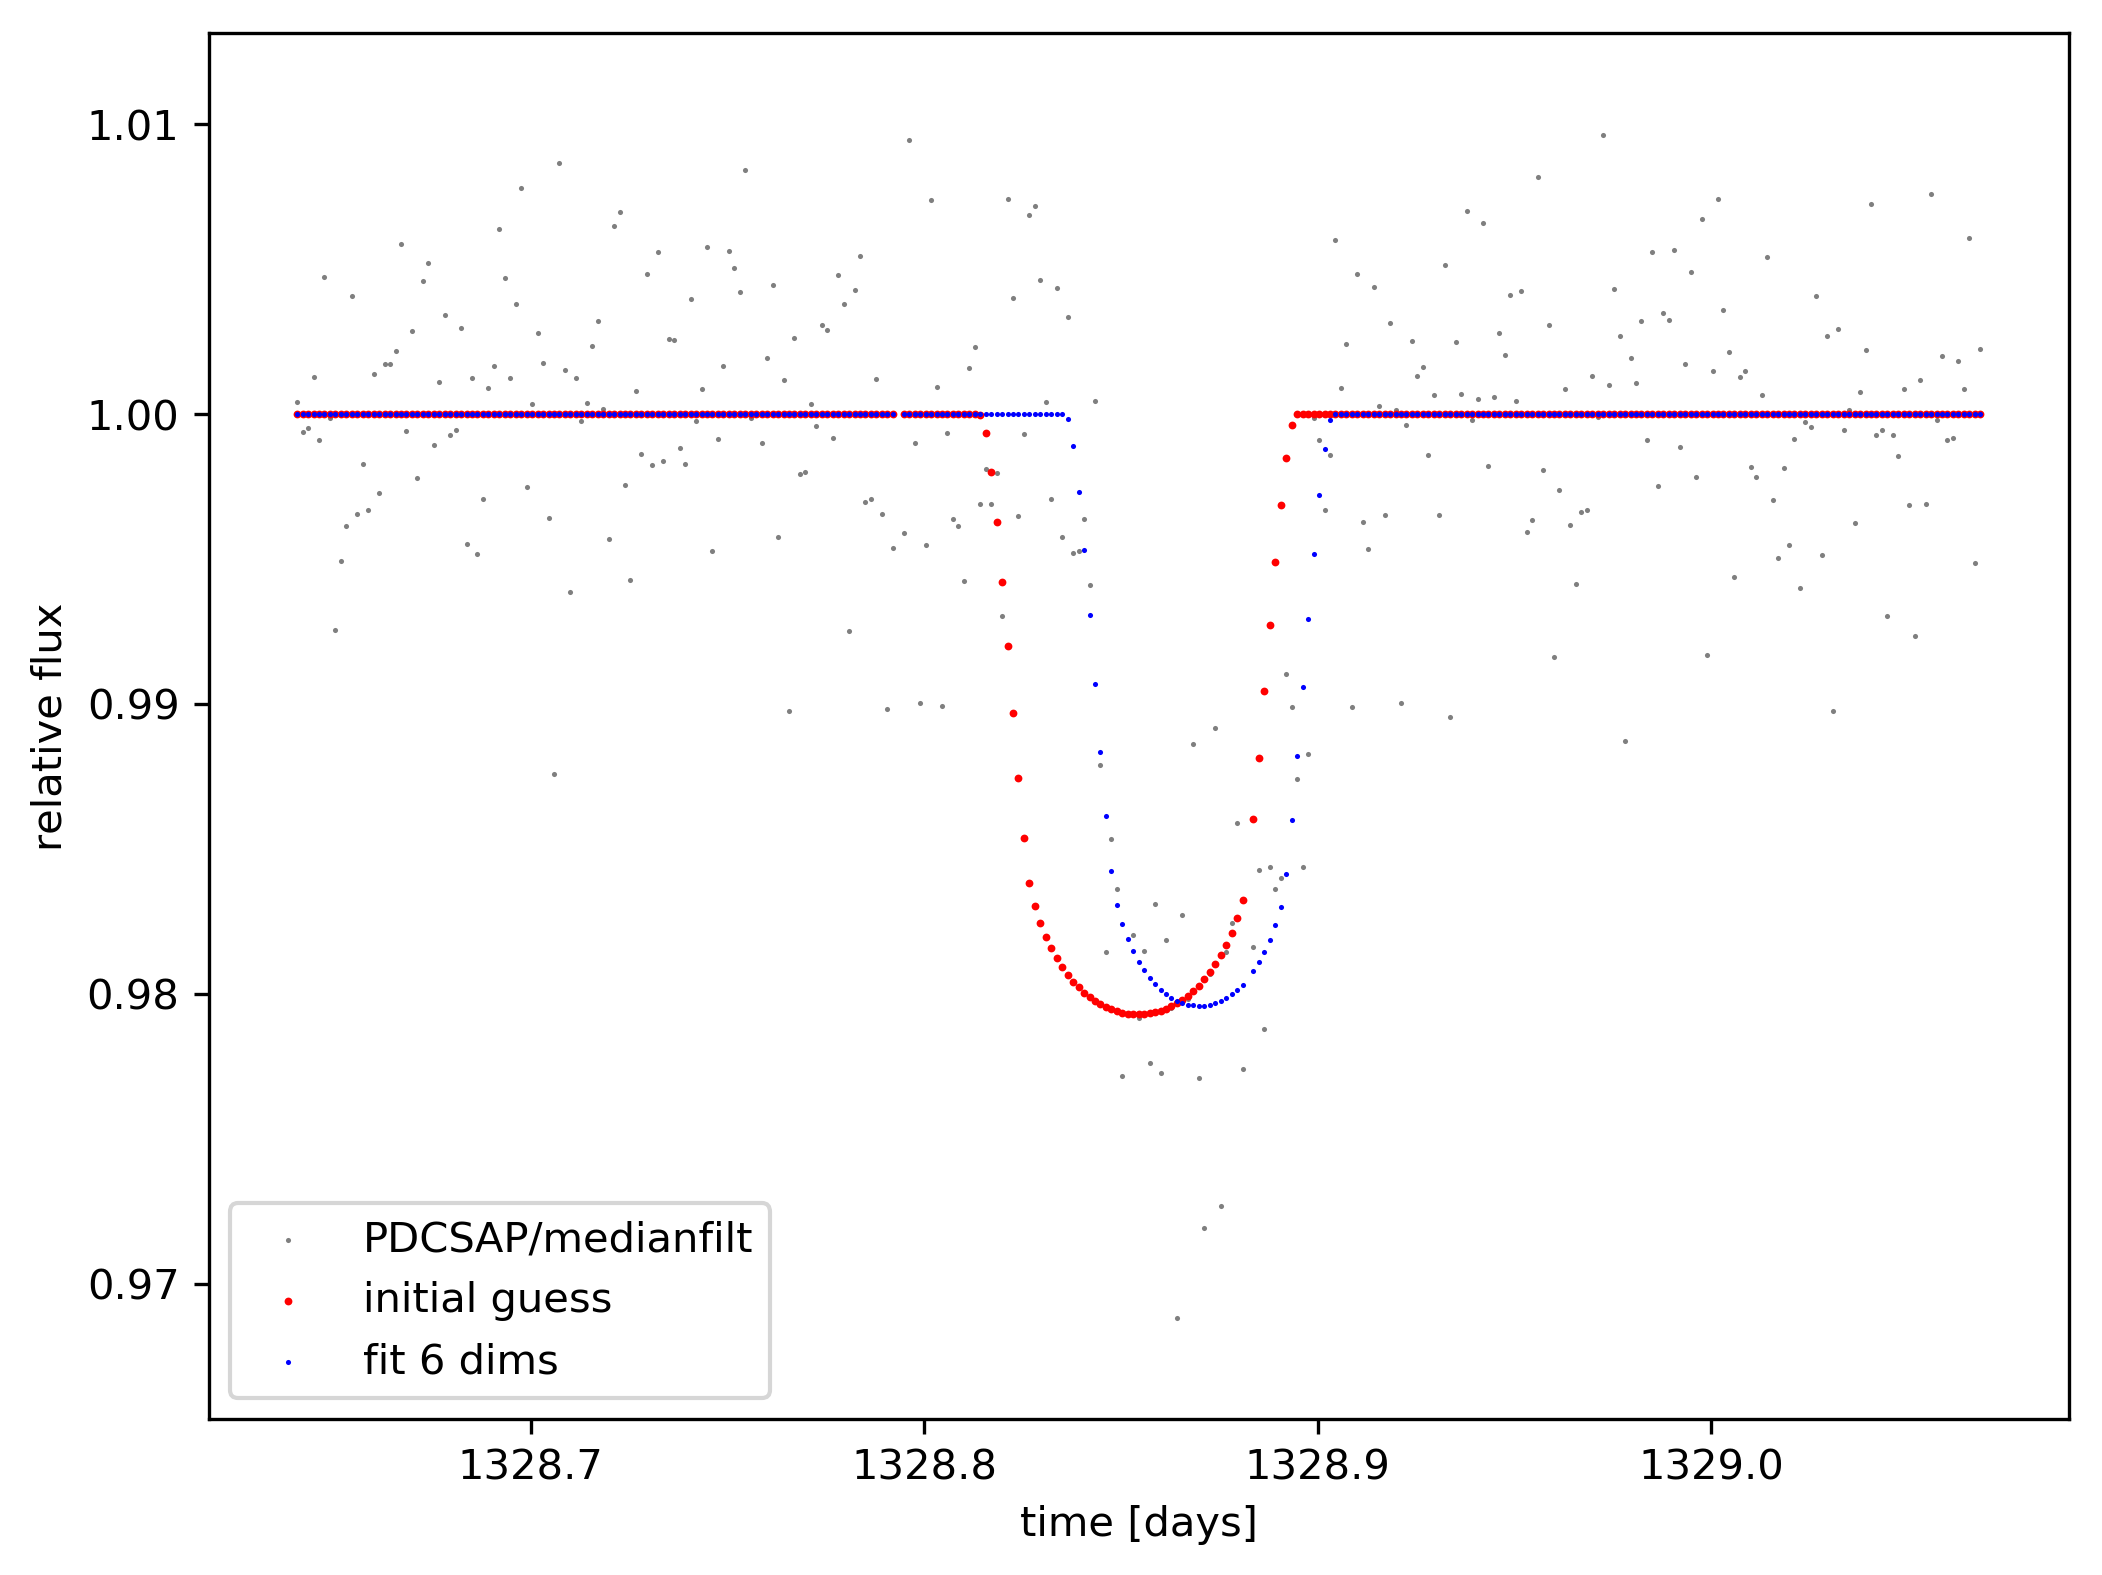 1.01
1.00
0.99
0.98
0.97
relative flux
PDCSAP/medianfilt
initial guess
fit 6 dims
1328.7
1328.8
1328.9
1329.0
time [days]